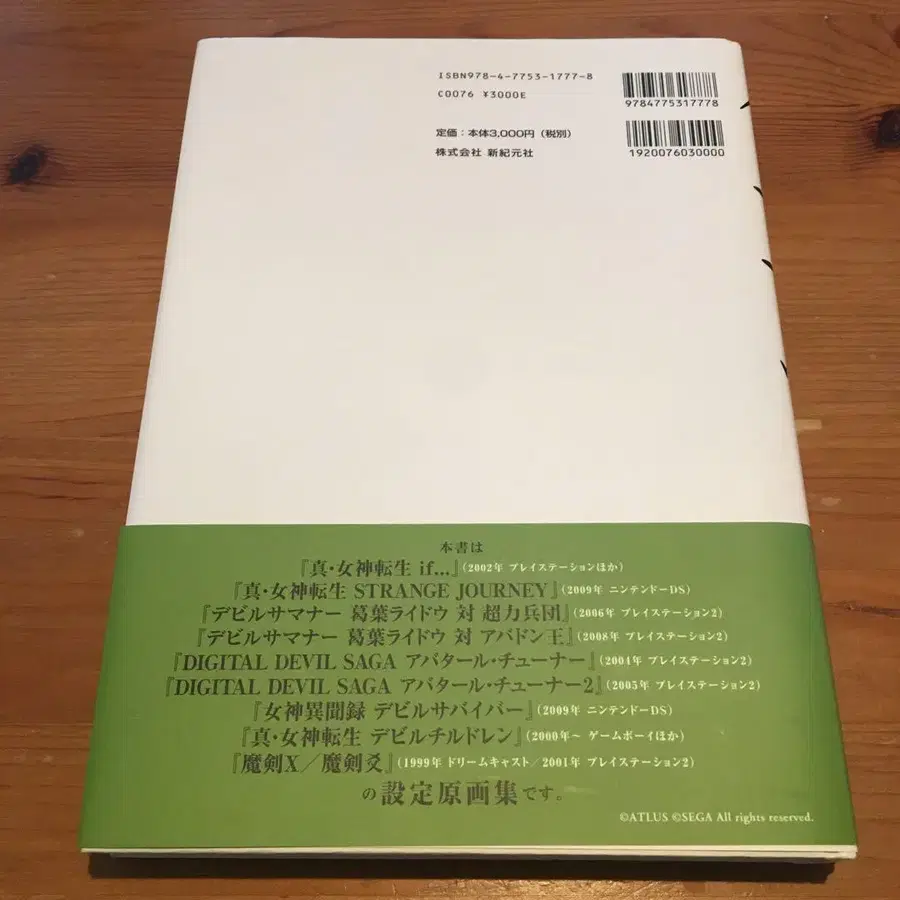 ISBN978-4-7753-1777-8
C0076 ¥3000E
9784775317778
定価：本体3,000円（税別）
株式会社 新紀元社
1920076030000
本書は
『真・女神転生 if...』（2002年 プレイステーションほか）
『真・女神転生 STRANGE JOURNEY』（2009年 ニンテンドーDS）
『デビルサマナー 葛葉ライドウ 対 超力兵団』（2006年 プレイステーション2）
『デビルサマナー 葛葉ライドウ 対 アバドン王』（2008年 プレイステーション2）
『DIGITAL DEVIL SAGA アバタール・チューナー』（2004年 プレイステーション2）
『DIGITAL DEVIL SAGA アバタール・チューナー2』（2005年 プレイステーション2）
『女神異聞録 デビルサバイバー』（2009年 ニンテンドーDS）
『真・女神転生 デビルチルドレン』（2000年～ ゲームボーイほか）
『魔剣X／魔剣爻』（1999年 ドリームキャスト／2001年 プレイステーション2）
の設定原画集です。
©ATLUS ©SEGA All rights reserved.